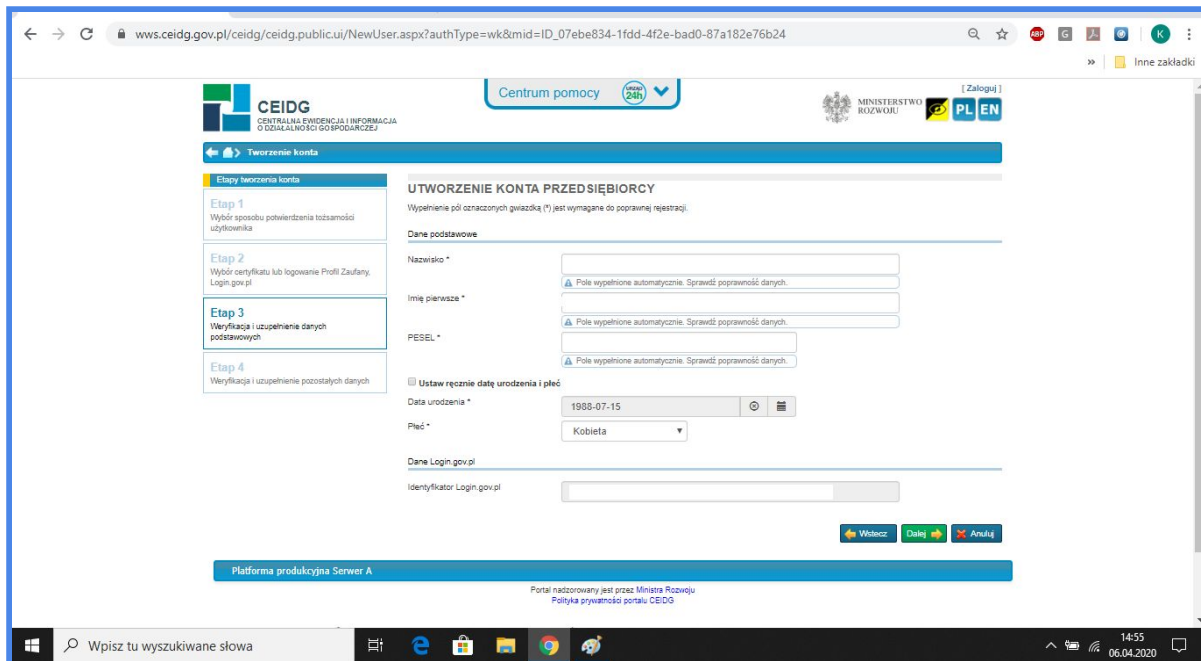 wws.ceidg.gov.pl/ceidg/ceidg.public.ui/NewUser.aspx?authType=wk&mid=ID_07ebe834-1fdd-4f2e-bad0-87a182e76b24
ABP
G
K
» Inne zakładki
CEIDG
CENTRALNA EWIDENCJA I INFORMACJA
O DZIAŁALNOŚCI GOSPODARCZEJ
Centrum pomocy
24h
MINISTERSTWO
ROZWOJU
[ Zaloguj ]
PL EN
Tworzenie konta
Etapy tworzenia konta
Etap 1
Wybór sposobu potwierdzenia tożsamości
użytkownika
Etap 2
Wybór certyfikatu lub logowanie Profil Zaufany,
Login.gov.pl
Etap 3
Weryfikacja i uzupełnienie danych
podstawowych
Etap 4
Weryfikacja i uzupełnienie pozostałych danych
UTWORZENIE KONTA PRZEDSIĘBIORCY
Wypełnienie pól oznaczonych gwiazdką (*) jest wymagane do poprawnej rejestracji.
Dane podstawowe
Nazwisko *
Pole wypełnione automatycznie. Sprawdź poprawność danych.
Imię pierwsze *
Pole wypełnione automatycznie. Sprawdź poprawność danych.
PESEL *
Pole wypełnione automatycznie. Sprawdź poprawność danych.
Ustaw ręcznie datę urodzenia i płeć
Data urodzenia *
1988-07-15
Płeć *
Kobieta
Dane Login.gov.pl
Identyfikator Login.gov.pl
Wstecz
Dalej
Anuluj
Platforma produkcyjna Serwer A
Portal nadzorowany jest przez Ministra Rozwoju
Polityka prywatności portalu CEIDG
Wpisz tu wyszukiwane słowa
14:55
06.04.2020